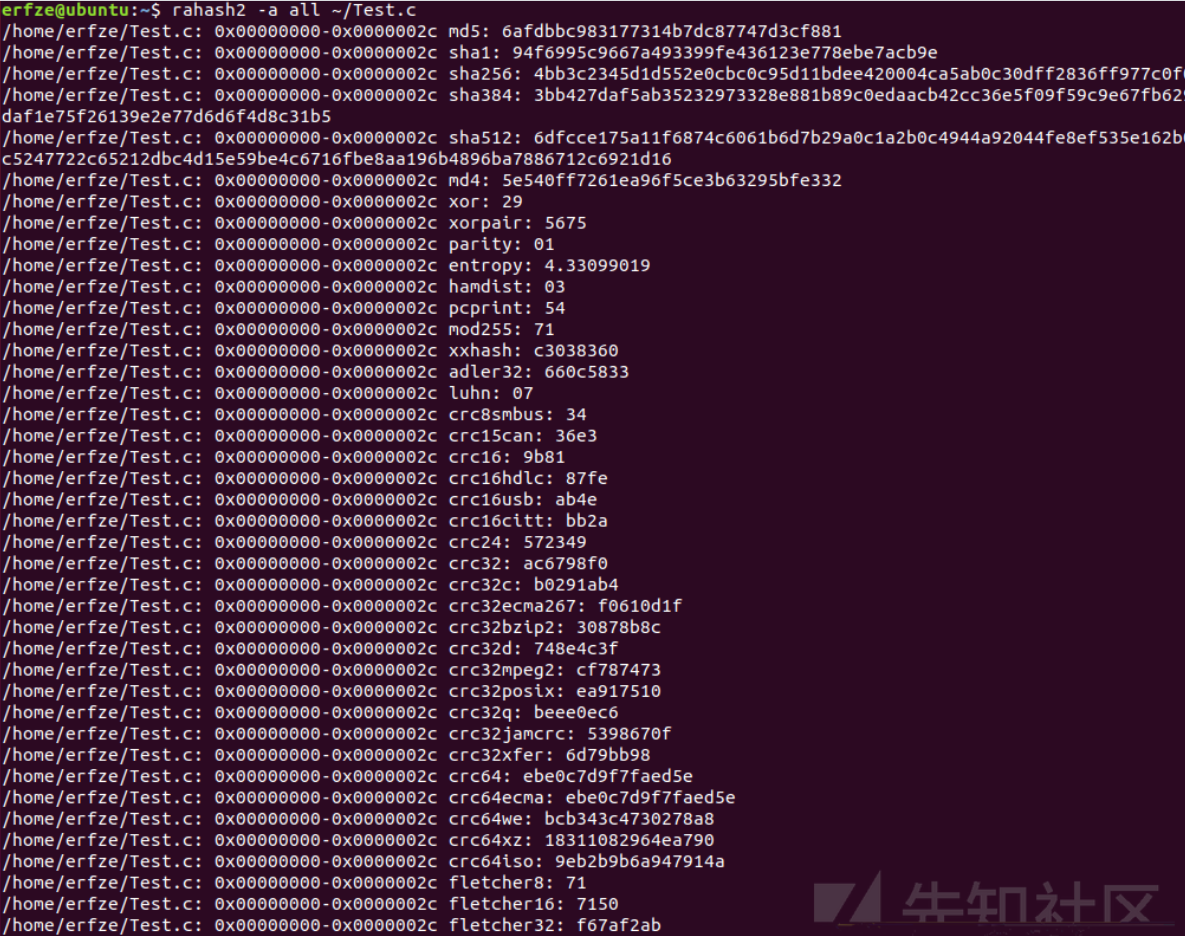 erfze@ubuntu:~$ rahash2 -a all ~/Test.c
/home/erfze/Test.c: 0x00000000-0x0000002c md5: 6afdbbc983177314b7dc87747d3cf881
/home/erfze/Test.c: 0x00000000-0x0000002c sha1: 94f6995c9667a493399fe436123e778ebe7acb9e
/home/erfze/Test.c: 0x00000000-0x0000002c sha256: 4bb3c2345d1d552e0cbc0c95d11bdee420004ca5ab0c30dff2836ff977c0f
/home/erfze/Test.c: 0x00000000-0x0000002c sha384: 3bb427daf5ab35232973328e881b89c0edaacb42cc36e5f09f59c9e67fb629
daf1e75f26139e2e77d6d6f4d8c31b5
/home/erfze/Test.c: 0x00000000-0x0000002c sha512: 6dfcce175a11f6874c6061b6d7b29a0c1a2b0c4944a92044fe8ef535e162b
c5247722c65212dbc4d15e59be4c6716fbe8aa196b4896ba7886712c6921d16
/home/erfze/Test.c: 0x00000000-0x0000002c md4: 5e540ff7261ea96f5ce3b63295bfe332
/home/erfze/Test.c: 0x00000000-0x0000002c xor: 29
/home/erfze/Test.c: 0x00000000-0x0000002c xorpair: 5675
/home/erfze/Test.c: 0x00000000-0x0000002c parity: 01
/home/erfze/Test.c: 0x00000000-0x0000002c entropy: 4.33099019
/home/erfze/Test.c: 0x00000000-0x0000002c hamdist: 03
/home/erfze/Test.c: 0x00000000-0x0000002c pcprint: 54
/home/erfze/Test.c: 0x00000000-0x0000002c mod255: 71
/home/erfze/Test.c: 0x00000000-0x0000002c xxhash: c3038360
/home/erfze/Test.c: 0x00000000-0x0000002c adler32: 660c5833
/home/erfze/Test.c: 0x00000000-0x0000002c luhn: 07
/home/erfze/Test.c: 0x00000000-0x0000002c crc8smbus: 34
/home/erfze/Test.c: 0x00000000-0x0000002c crc15can: 36e3
/home/erfze/Test.c: 0x00000000-0x0000002c crc16: 9b81
/home/erfze/Test.c: 0x00000000-0x0000002c crc16hdlc: 87fe
/home/erfze/Test.c: 0x00000000-0x0000002c crc16usb: ab4e
/home/erfze/Test.c: 0x00000000-0x0000002c crc16citt: bb2a
/home/erfze/Test.c: 0x00000000-0x0000002c crc24: 572349
/home/erfze/Test.c: 0x00000000-0x0000002c crc32: ac6798f0
/home/erfze/Test.c: 0x00000000-0x0000002c crc32c: b0291ab4
/home/erfze/Test.c: 0x00000000-0x0000002c crc32ecma267: f0610d1f
/home/erfze/Test.c: 0x00000000-0x0000002c crc32bzip2: 30878b8c
/home/erfze/Test.c: 0x00000000-0x0000002c crc32d: 748e4c3f
/home/erfze/Test.c: 0x00000000-0x0000002c crc32mpeg2: cf787473
/home/erfze/Test.c: 0x00000000-0x0000002c crc32posix: ea917510
/home/erfze/Test.c: 0x00000000-0x0000002c crc32q: beee0ec6
/home/erfze/Test.c: 0x00000000-0x0000002c crc32jamcrc: 5398670f
/home/erfze/Test.c: 0x00000000-0x0000002c crc32xfer: 6d79bb98
/home/erfze/Test.c: 0x00000000-0x0000002c crc64: ebe0c7d9f7faed5e
/home/erfze/Test.c: 0x00000000-0x0000002c crc64ecma: ebe0c7d9f7faed5e
/home/erfze/Test.c: 0x00000000-0x0000002c crc64we: bcb343c4730278a8
/home/erfze/Test.c: 0x00000000-0x0000002c crc64xz: 18311082964ea790
/home/erfze/Test.c: 0x00000000-0x0000002c crc64iso: 9eb2b9b6a947914a
/home/erfze/Test.c: 0x00000000-0x0000002c fletcher8: 71
/home/erfze/Test.c: 0x00000000-0x0000002c fletcher16: 7150
/home/erfze/Test.c: 0x00000000-0x0000002c fletcher32: f67af2ab
先知社区